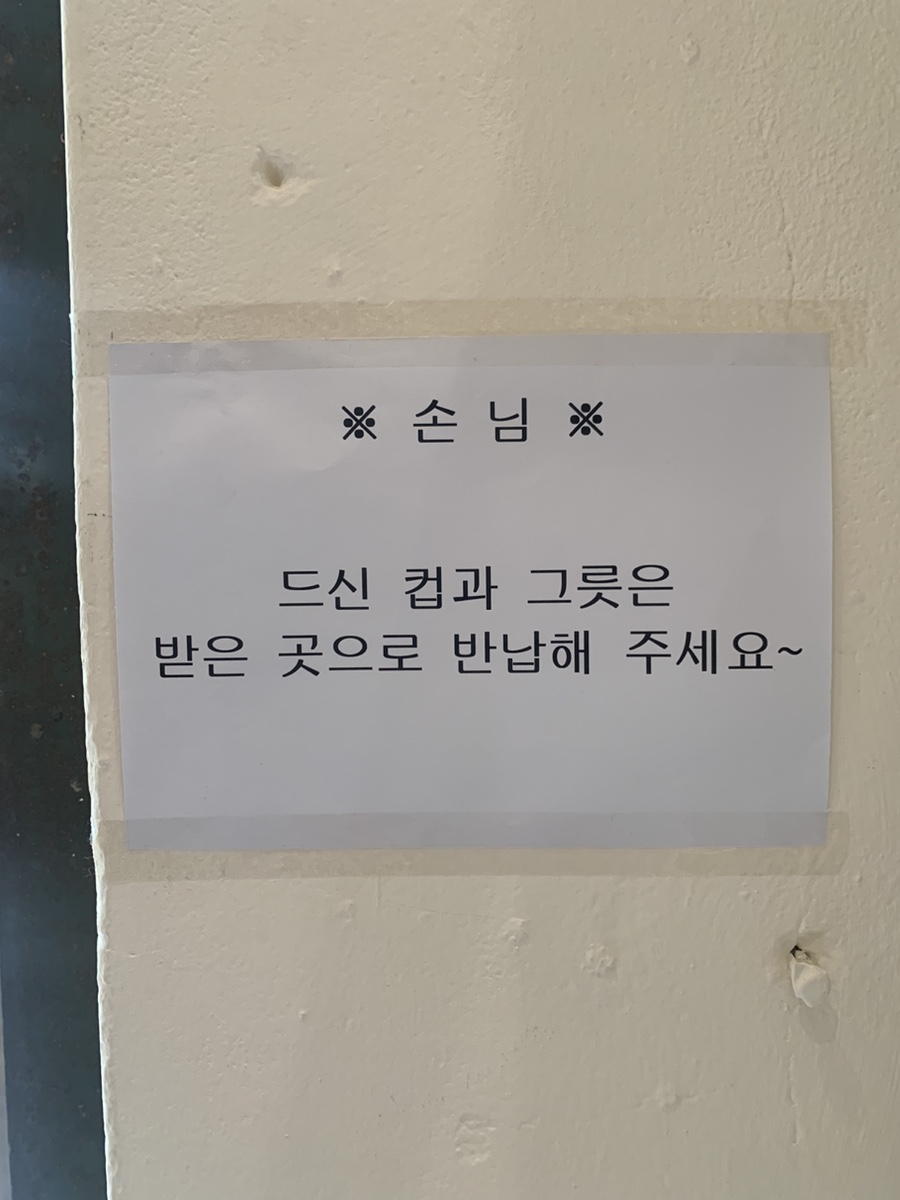 ※ 손 님 ※
드신 컵과 그릇은
받은 곳으로 반납해 주세요~